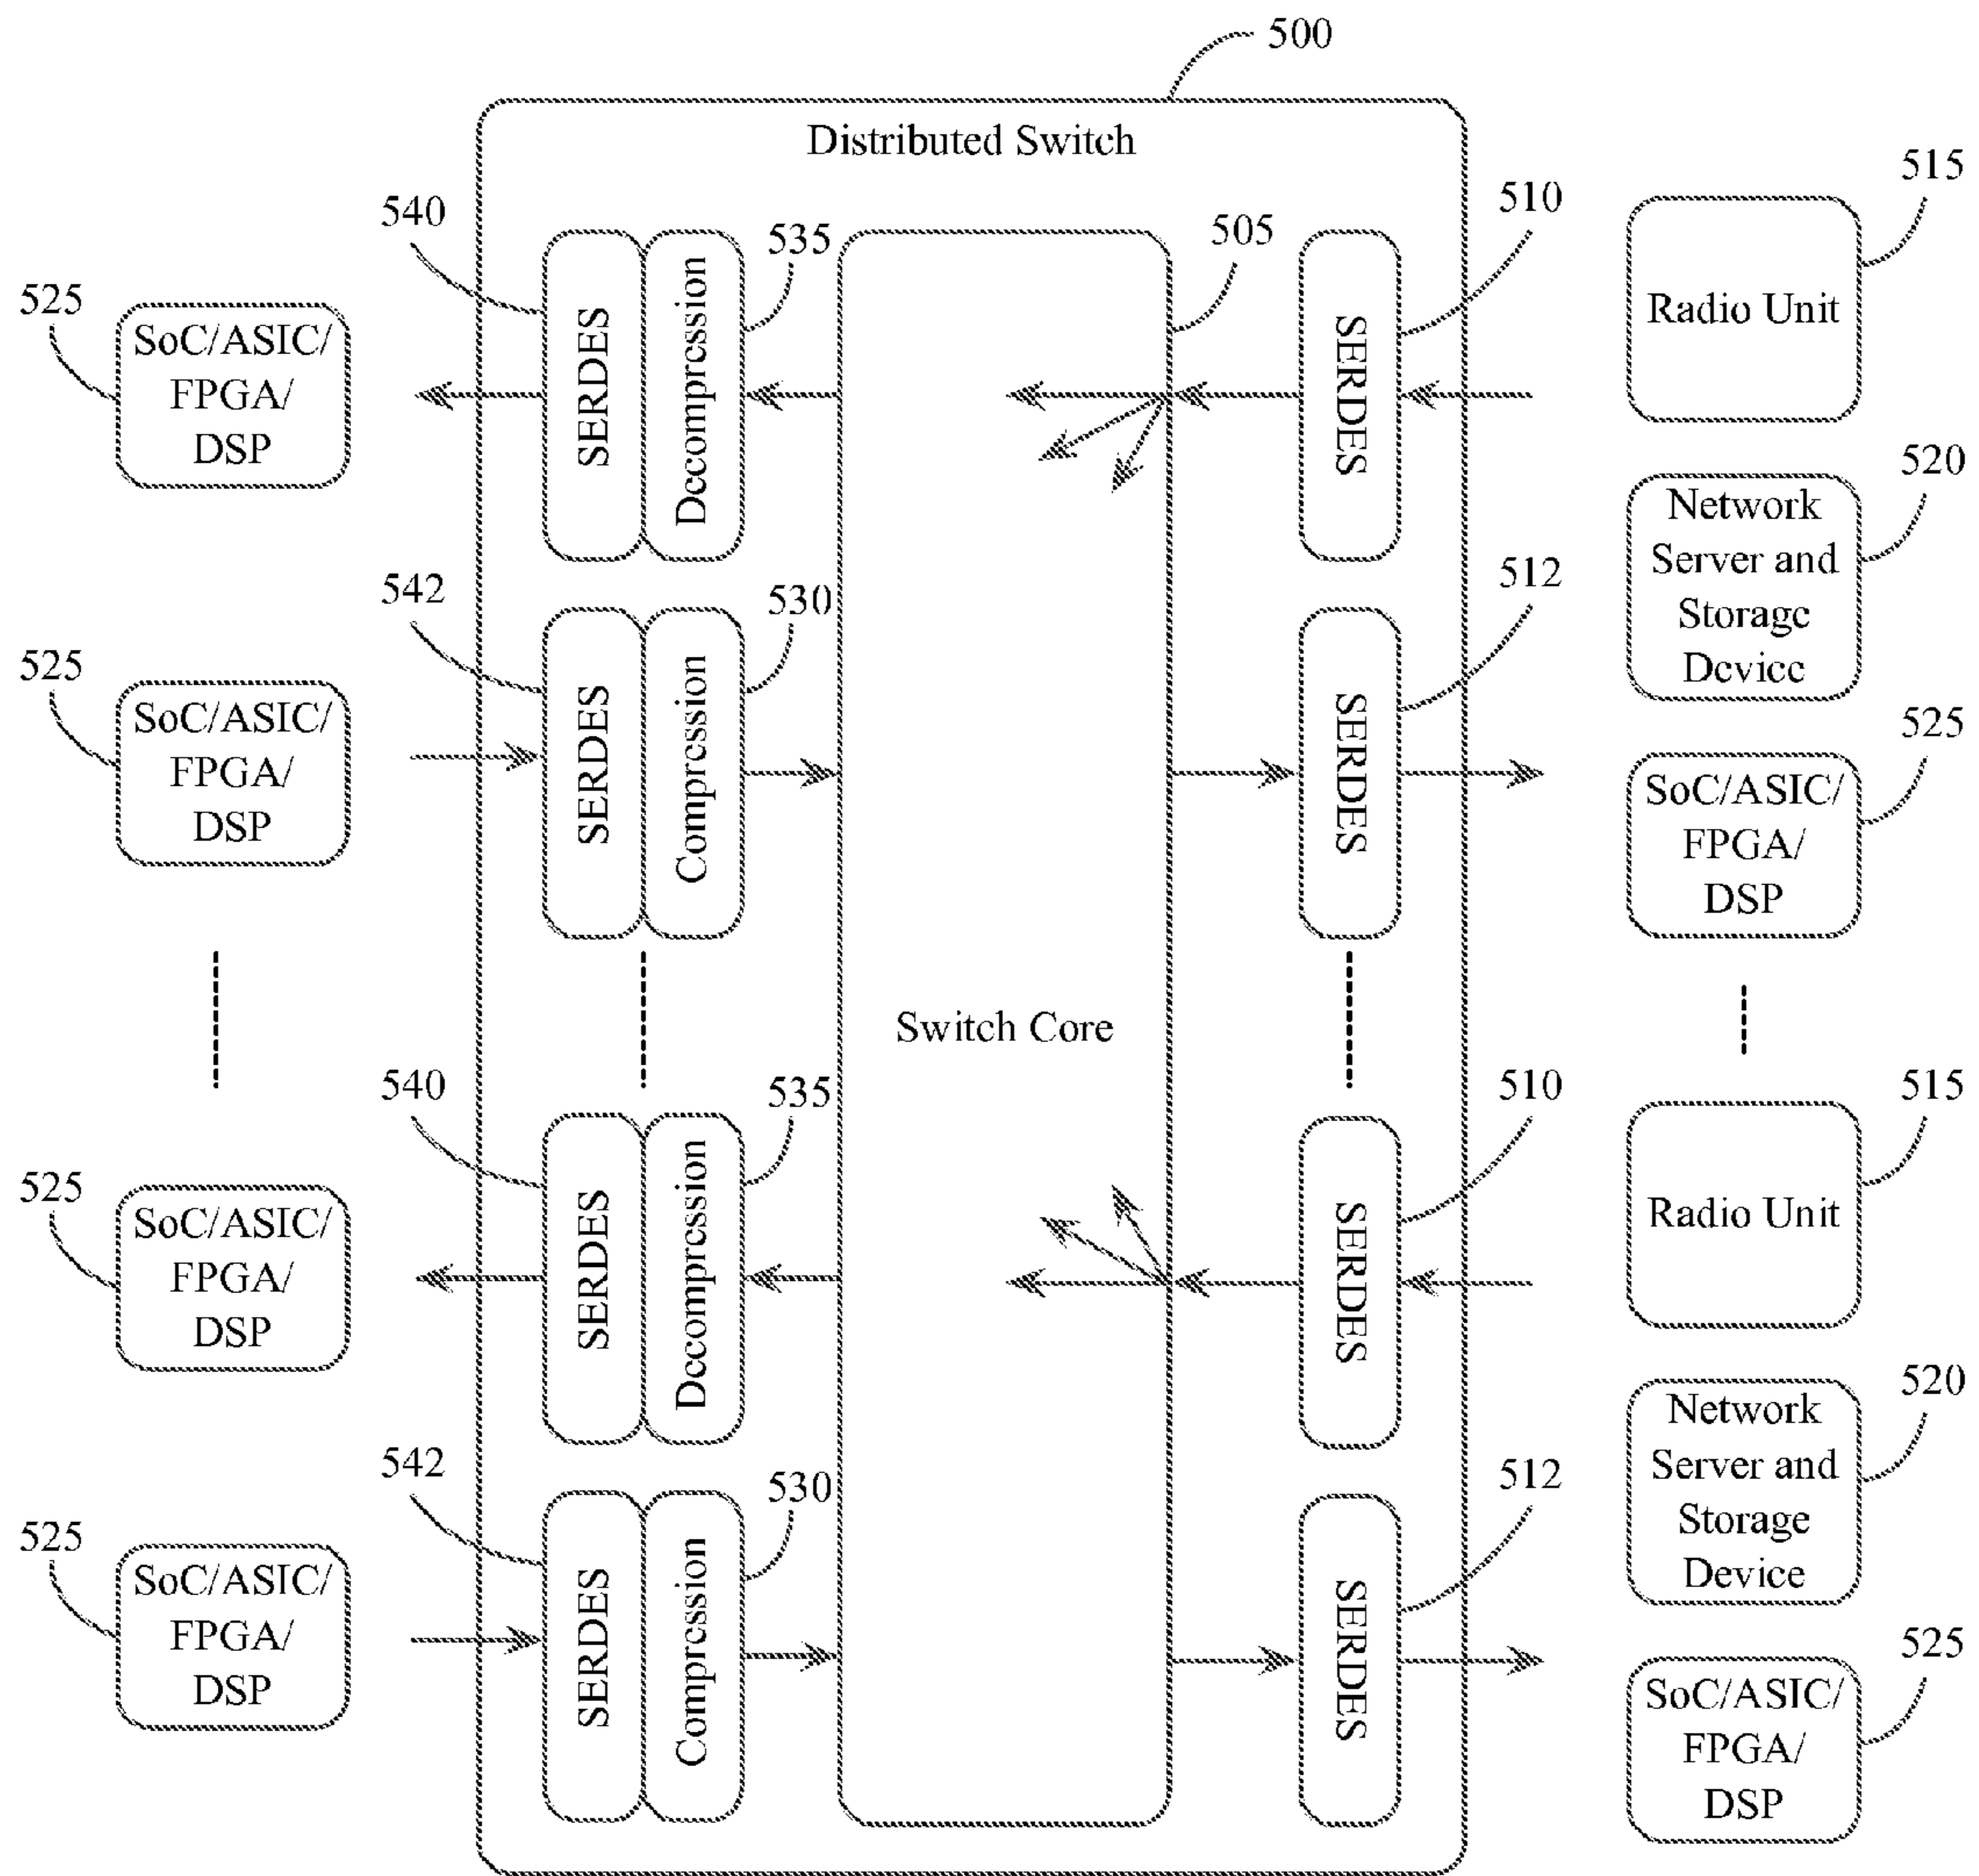 500
Distributed Switch
515
540
535
505
510
525
SERDES
Decompression
SERDES
Radio Unit
SoC/ASIC/
FPGA/
DSP
520
Network
Server and
Storage
Device
542
530
512
525
SERDES
Compression
SERDES
SoC/ASIC/
FPGA/
DSP
525
SoC/ASIC/
FPGA/
DSP
Switch Core
540
535
510
515
525
SERDES
Decompression
SERDES
Radio Unit
SoC/ASIC/
FPGA/
DSP
520
Network
Server and
Storage
Device
542
530
512
525
SERDES
Compression
SERDES
SoC/ASIC/
FPGA/
DSP
525
SoC/ASIC/
FPGA/
DSP